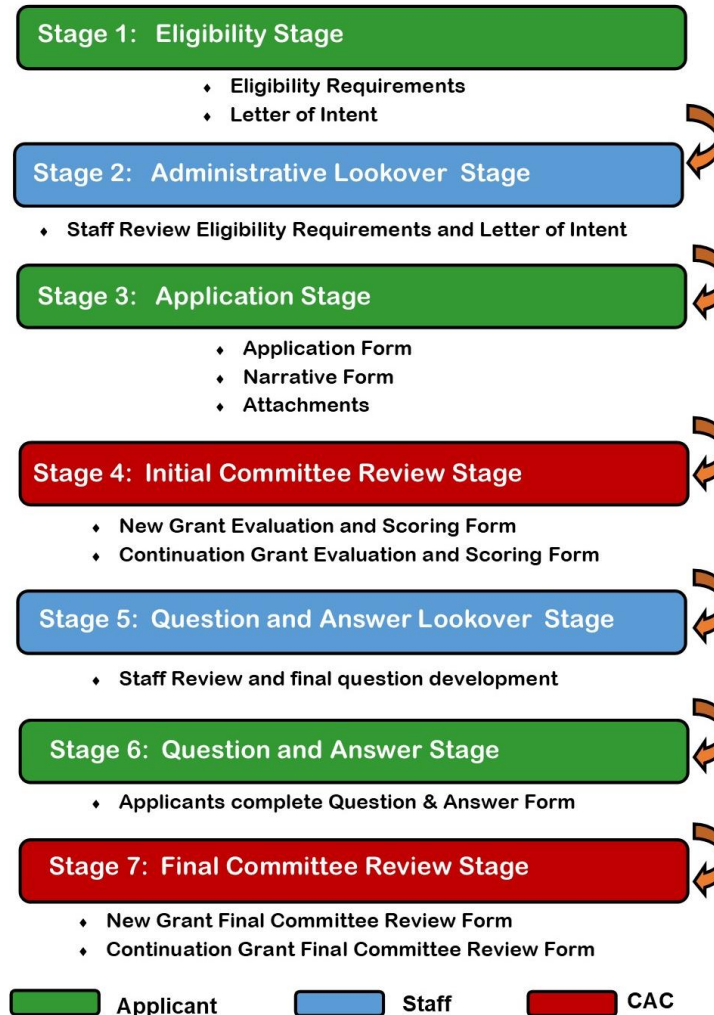 Stage 1: Eligibility Stage
♦ Eligibility Requirements
♦ Letter of Intent
Stage 2: Administrative Lookover Stage
♦ Staff Review Eligibility Requirements and Letter of Intent
Stage 3: Application Stage
♦ Application Form
♦ Narrative Form
♦ Attachments
Stage 4: Initial Committee Review Stage
♦ New Grant Evaluation and Scoring Form
♦ Continuation Grant Evaluation and Scoring Form
Stage 5: Question and Answer Lookover Stage
♦ Staff Review and final question development
Stage 6: Question and Answer Stage
♦ Applicants complete Question & Answer Form
Stage 7: Final Committee Review Stage
♦ New Grant Final Committee Review Form
♦ Continuation Grant Final Committee Review Form
Applicant Staff CAC